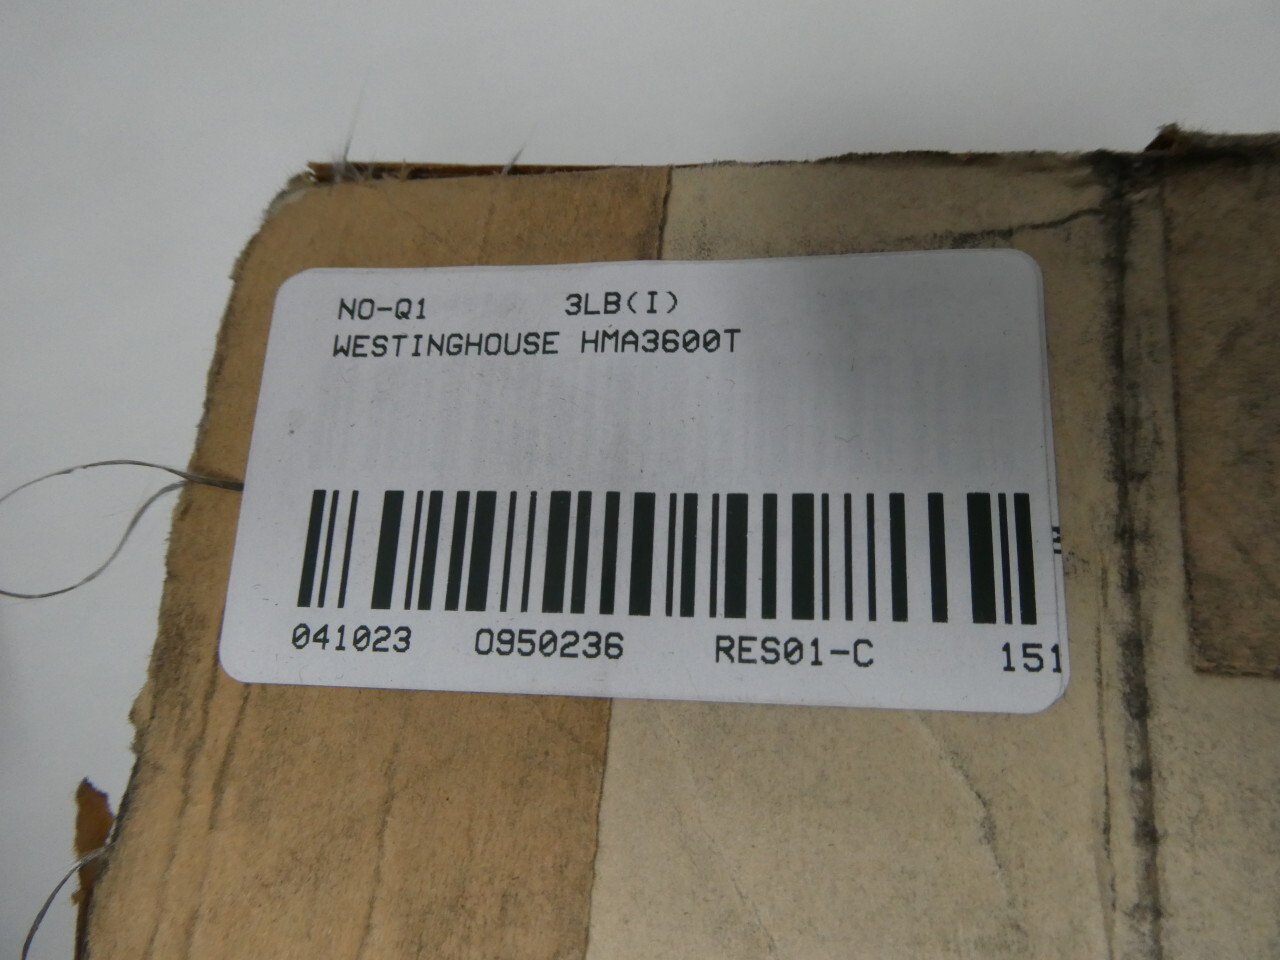 NO-Q1 3LB(I)
WESTINGHOUSE HMA3600T
041023 0950236 RES01-C 151